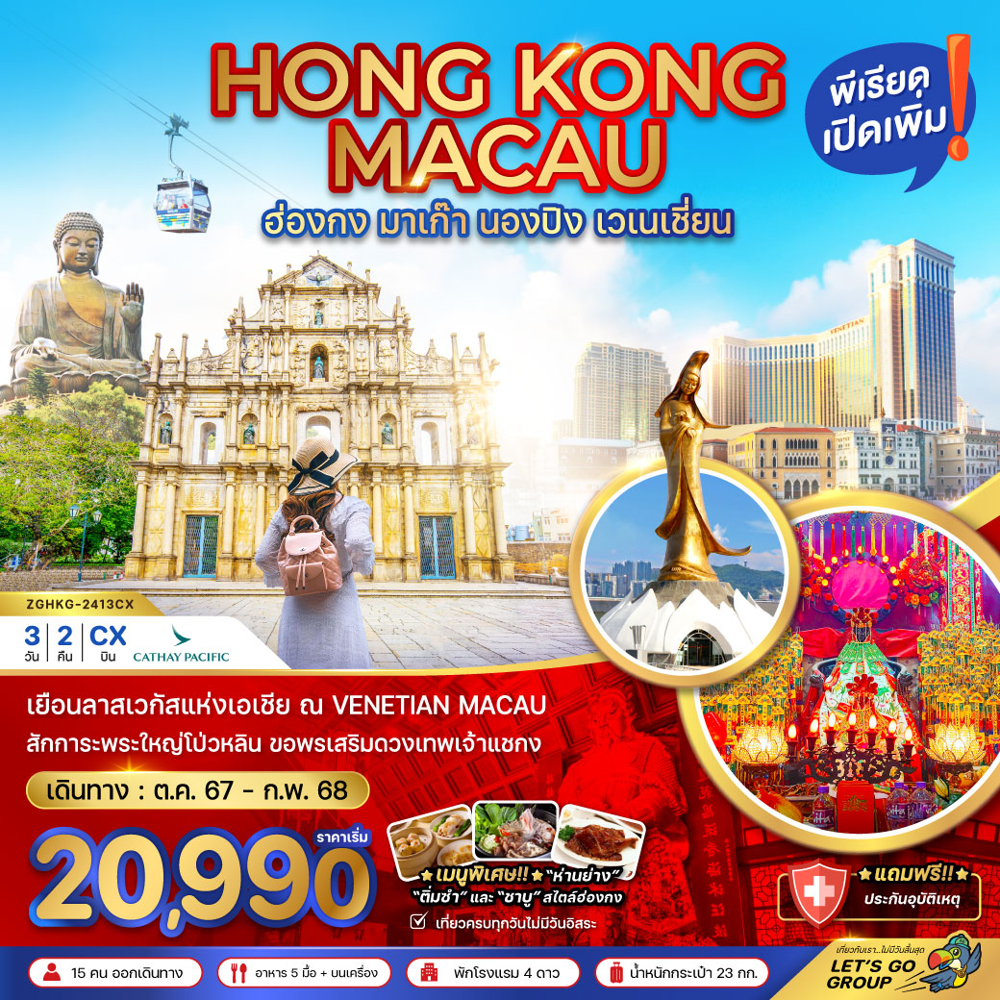 HONG KONG
MACAU
ฮ่องกง มาเก๊า นองปิง เวเนเชี่ยน
พีเรียด
เปิดเพิ่ม!
VENETIAN
ZGHKG-2413CX
3 วัน 2 คืน CX บิน
CATHAY PACIFIC
เยือนลาสเวกัสแห่งเอเชีย ณ VENETIAN MACAU
สักการะพระใหญ่โป่วหลิน ขอพรเสริมดวงเทพเจ้าแชกง
เดินทาง : ต.ค. 67 - ก.พ. 68
ราคาเริ่ม
20,990
เมนูพิเศษ!! "ห่านย่าง"
"ติ่มซำ" และ "ชาบู" สไตล์ฮ่องกง
เที่ยวครบทุกวันไม่มีวันอิสระ
แถมฟรี!!
ประกันอุบัติเหตุ
15 คน ออกเดินทาง
อาหาร 5 มื้อ + บนเครื่อง
พักโรงแรม 4 ดาว
น้ำหนักกระเป๋า 23 กก.
เที่ยวกับเรา...ไม่มีวันสิ้นสุด
LET'S GO
GROUP